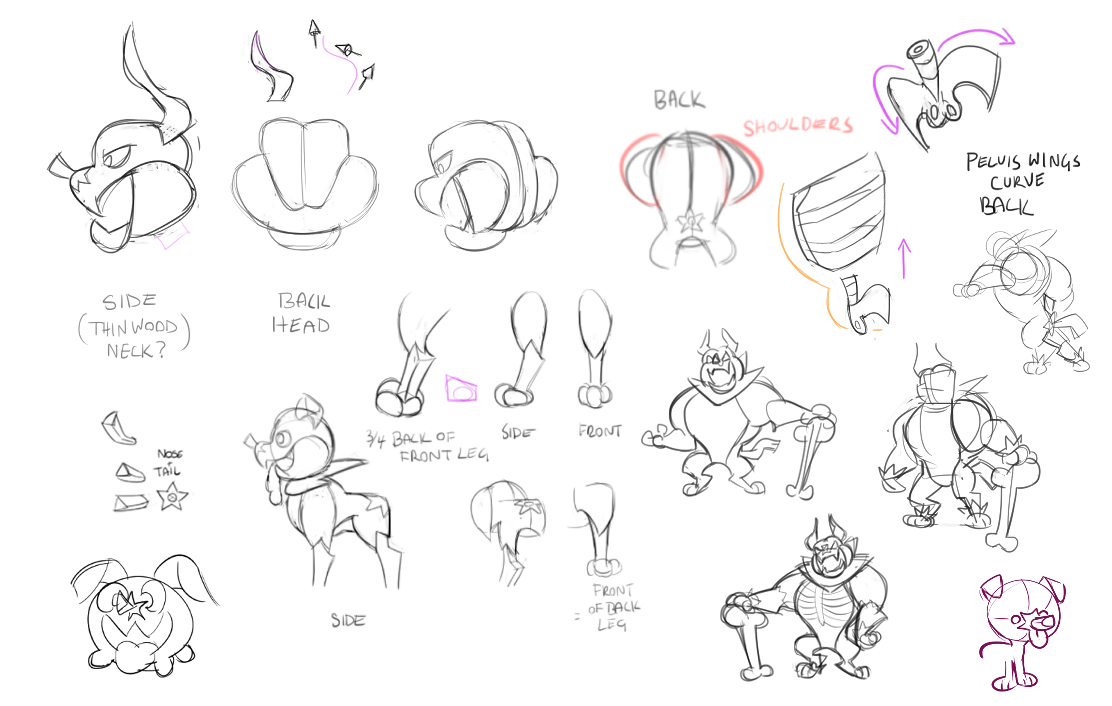 BACK
SHOULDERS
PELVIS WINGS
CURVE
BACK
SIDE
(THIN WOOD)
NECK?
BACK
HEAD
3/4 BACK OF
FRONT LEG
SIDE
FRONT
NOSE
TAIL
SIDE
FRONT
OF BACK
= LEG